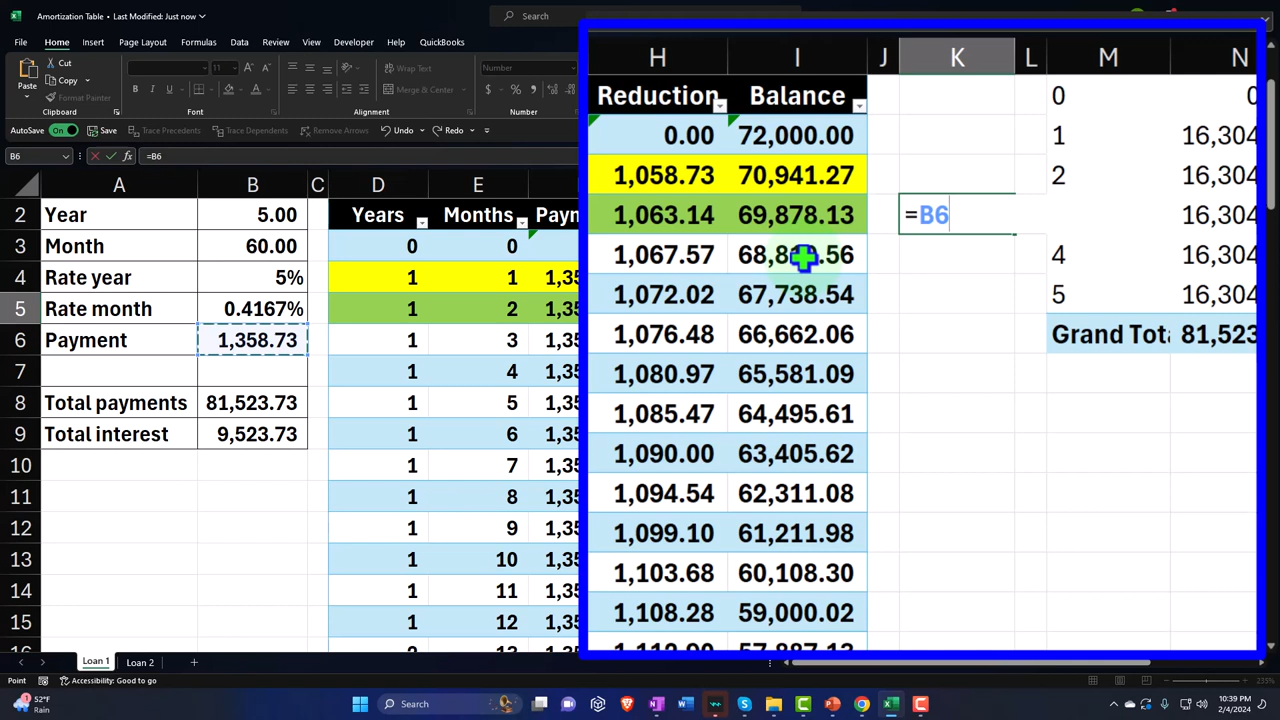 Amortization Table • Last Modified: Just now
Search
File Home Insert Page Layout Formulas Data Review View Developer Help QuickBooks
Cut
Copy
Format Painter
Paste
Clipboard
11
B I U
Font
Wrap Text
Merge & Center
Alignment
Number
$ % ,
Number
AutoSave On Save Trace Precedents Trace Dependents Remove Arrows Undo Redo
B6 fx =B6
A B C D E
2 Year 5.00 Years Months Paym
3 Month 60.00 0 0
4 Rate year 5% 1 1 1,35
5 Rate month 0.4167% 1 2 1,35
6 Payment 1,358.73 1 3 1,35
7 1 4 1,35
8 Total payments 81,523.73 1 5 1,35
9 Total interest 9,523.73 1 6 1,35
10 1 7 1,35
11 1 8 1,35
12 1 9 1,35
13 1 10 1,35
14 1 11 1,35
15 1 12 1,35
H I J K L M N
Reduction Balance 0 0
0.00 72,000.00 1 16,304
1,058.73 70,941.27 2 16,304
1,063.14 69,878.13 =B6 16,304
1,067.57 4 16,304
1,072.02 67,738.54 5 16,304
1,076.48 66,662.06 Grand Tota 81,523
1,080.97 65,581.09
1,085.47 64,495.61
1,090.00 63,405.62
1,094.54 62,311.08
1,099.10 61,211.98
1,103.68 60,108.30
1,108.28 59,000.02
1,112.90 57,887.13
Loan 1 Loan 2
Point Accessibility: Good to go 235%
52°F
Rain
Search
10:39 PM
2/4/2024